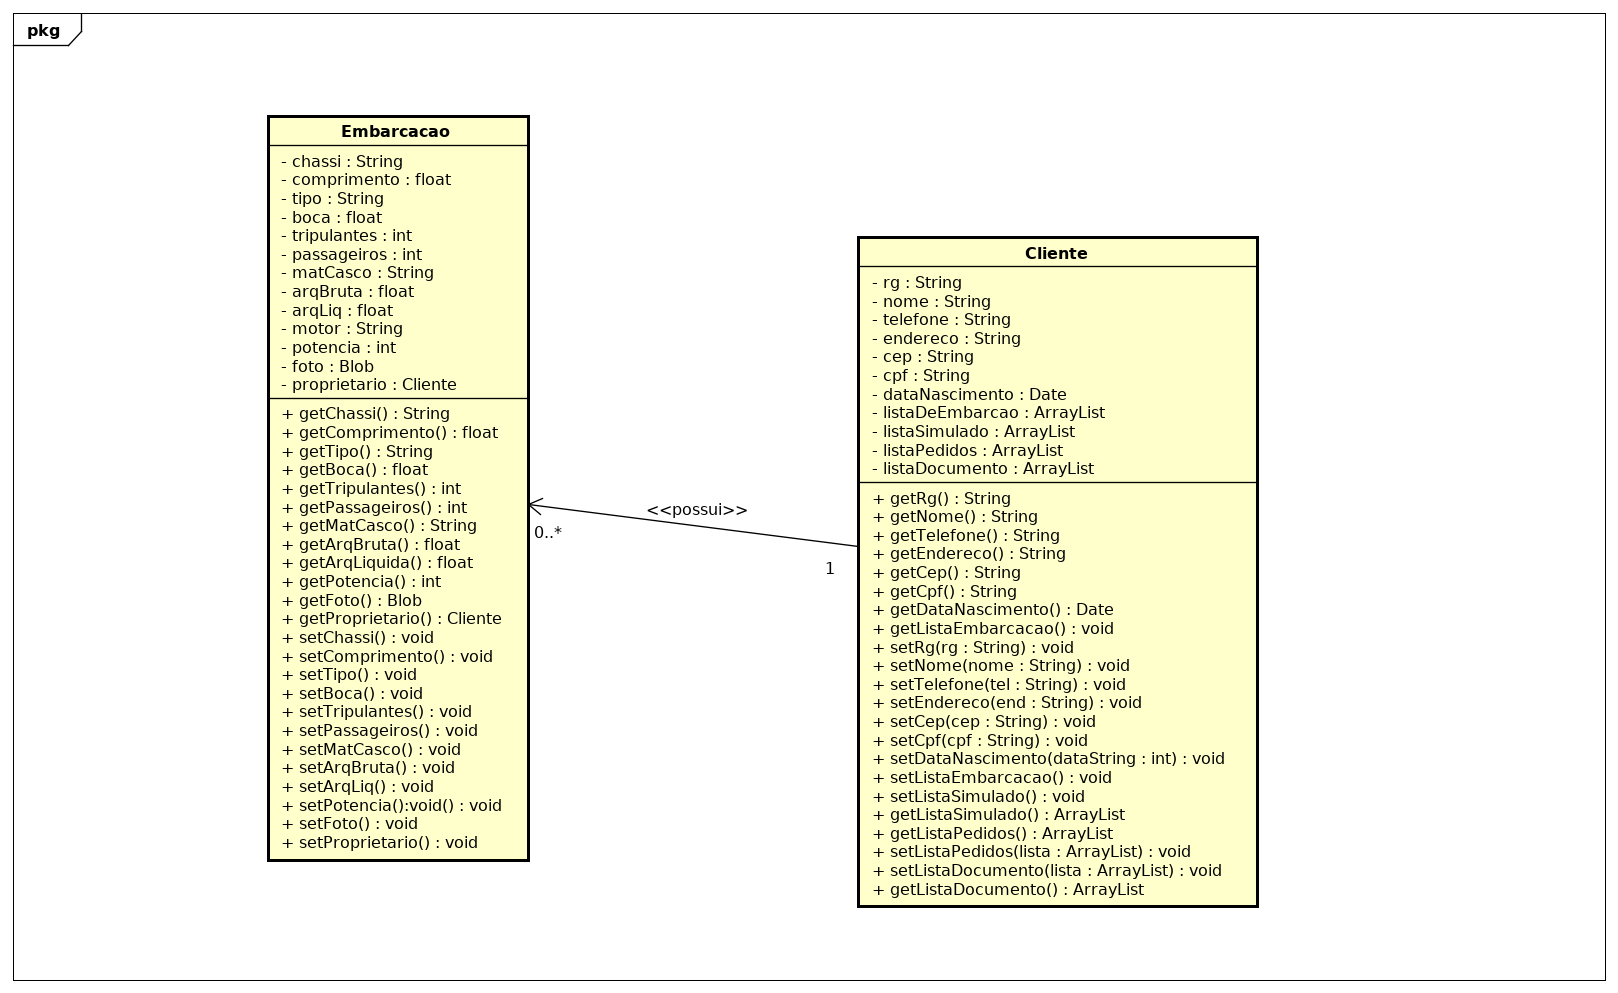 pkg
Embarcacao
- chassi : String
- comprimento : float
- tipo : String
- boca : float
- tripulantes : int
- passageiros : int
- matCasco : String
- arqBruta : float
- arqLiq : float
- motor : String
- potencia : int
- foto : Blob
- proprietario : Cliente
+ getChassi() : String
+ getComprimento() : float
+ getTipo() : String
+ getBoca() : float
+ getTripulantes() : int
+ getPassageiros() : int
+ getMatCasco() : String
+ getArqBruta() : float
+ getArqLiquida() : float
+ getPotencia() : int
+ getFoto() : Blob
+ getProprietario() : Cliente
+ setChassi() : void
+ setComprimento() : void
+ setTipo() : void
+ setBoca() : void
+ setTripulantes() : void
+ setPassageiros() : void
+ setMatCasco() : void
+ setArqBruta() : void
+ setArqLiq() : void
+ setPotencia():void() : void
+ setFoto() : void
+ setProprietario() : void
<<possui>>
0..*
1
Cliente
- rg : String
- nome : String
- telefone : String
- endereco : String
- cep : String
- cpf : String
- dataNascimento : Date
- listaDeEmbarcao : ArrayList
- listaSimulado : ArrayList
- listaPedidos : ArrayList
- listaDocumento : ArrayList
+ getRg() : String
+ getNome() : String
+ getTelefone() : String
+ getEndereco() : String
+ getCep() : String
+ getCpf() : String
+ getDataNascimento() : Date
+ getListaEmbarcacao() : void
+ setRg(rg : String) : void
+ setNome(nome : String) : void
+ setTelefone(tel : String) : void
+ setEndereco(end : String) : void
+ setCep(cep : String) : void
+ setCpf(cpf : String) : void
+ setDataNascimento(dataString : int) : void
+ setListaEmbarcacao() : void
+ setListaSimulado() : void
+ getListaSimulado() : ArrayList
+ getListaPedidos() : ArrayList
+ setListaPedidos(lista : ArrayList) : void
+ setListaDocumento(lista : ArrayList) : void
+ getListaDocumento() : ArrayList